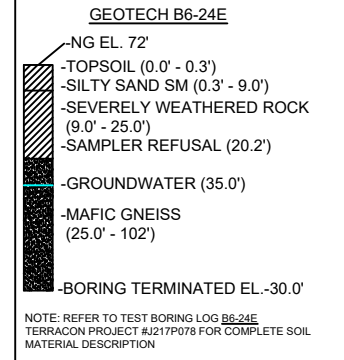 GEOTECH B6-24E
-NG EL. 72'
-TOPSOIL (0.0' - 0.3')
-SILTY SAND SM (0.3' - 9.0')
-SEVERELY WEATHERED ROCK
(9.0' - 25.0')
-SAMPLER REFUSAL (20.2')
-GROUNDWATER (35.0')
-MAFIC GNEISS
(25.0' - 102')
-BORING TERMINATED EL.-30.0'
NOTE: REFER TO TEST BORING LOG B6-24E
TERRACON PROJECT #J217P078 FOR COMPLETE SOIL
MATERIAL DESCRIPTION